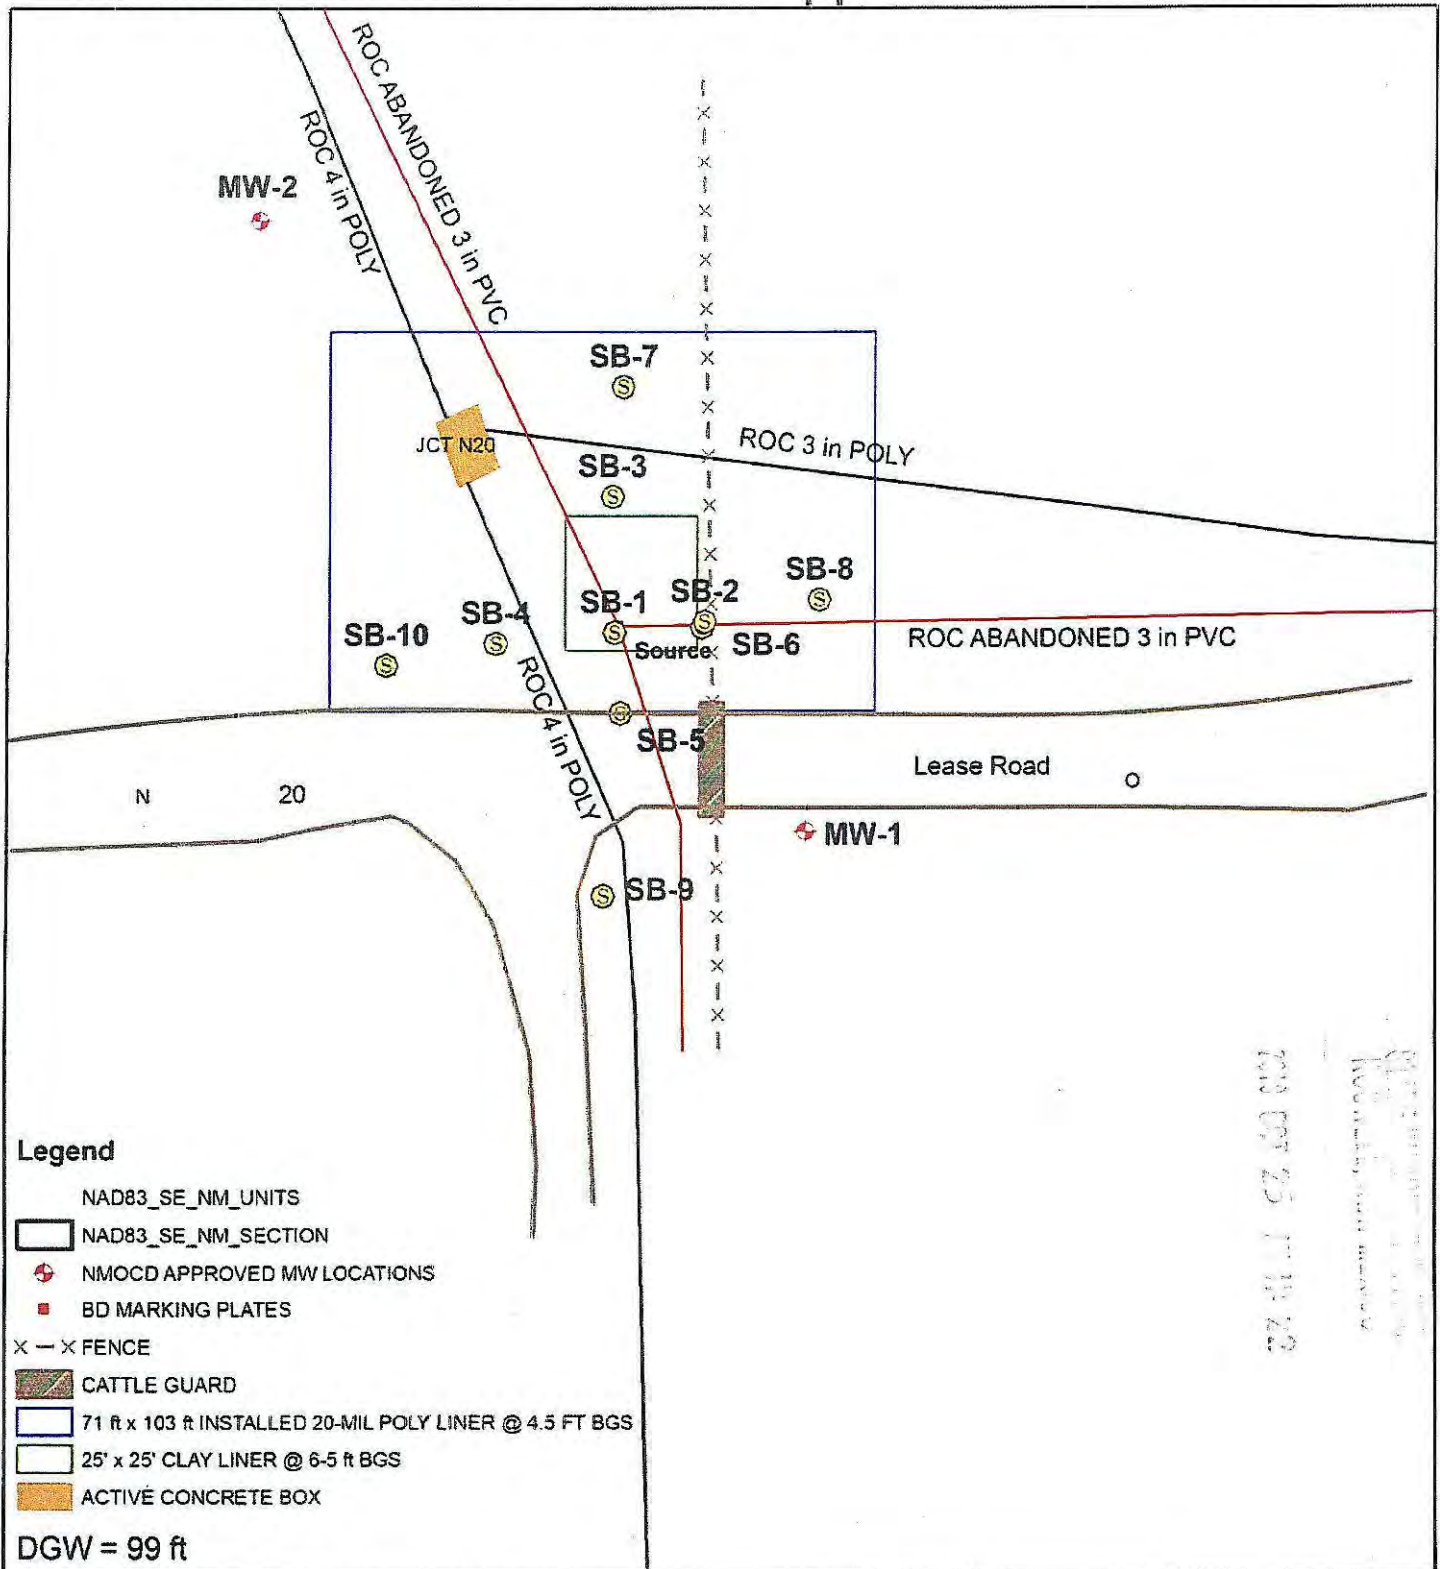 ROC ABANDONED 3 in PVC
ROC 4 in POLY
MW-2
SB-7
JCT N20
ROC 3 in POLY
SB-3
SB-8
SB-2
SB-1
SB-4
SB-10
Source
SB-6
ROC ABANDONED 3 in PVC
ROC 4 in POLY
SB-5
Lease Road
N
20
O
MW-1
SB-9
Legend
NAD83_SE_NM_UNITS
NAD83_SE_NM_SECTION
NMOCD APPROVED MW LOCATIONS
BD MARKING PLATES
X — X FENCE
CATTLE GUARD
71 ft x 103 ft INSTALLED 20-MIL POLY LINER @ 4.5 FT BGS
25' x 25' CLAY LINER @ 6-5 ft BGS
ACTIVE CONCRETE BOX
DGW = 99 ft